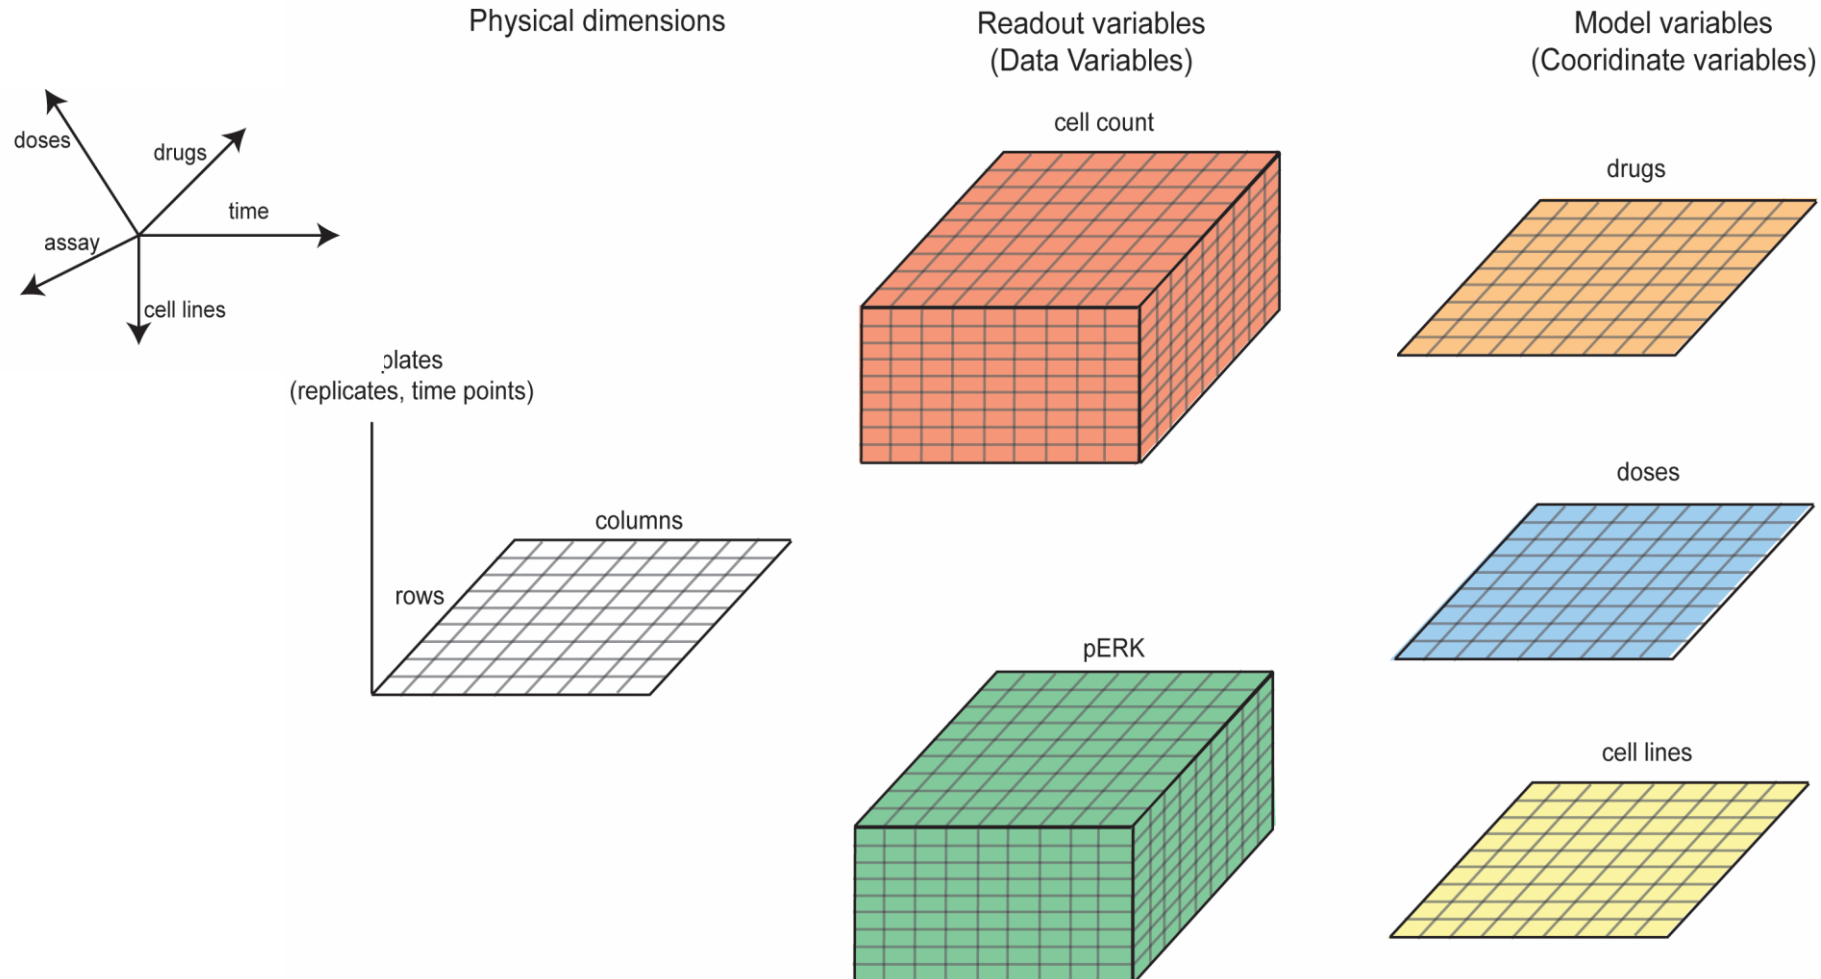 Physical dimensions
Readout variables
(Data Variables)
Model variables
(Cooridinate variables)
doses
drugs
time
assay
cell lines
plates
(replicates, time points)
columns
rows
cell count
pERK
drugs
doses
cell lines